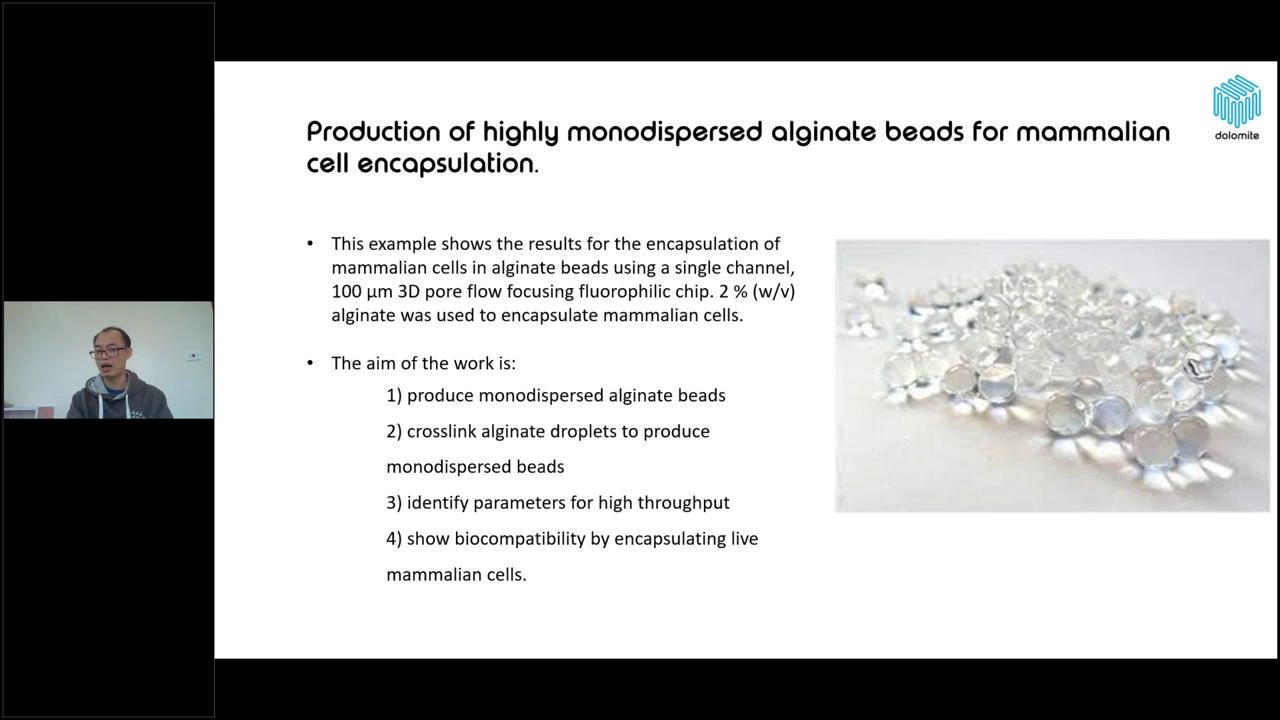 dolomite
Production of highly monodispersed alginate beads for mammalian
cell encapsulation.
• This example shows the results for the encapsulation of
mammalian cells in alginate beads using a single channel,
100 µm 3D pore flow focusing fluorophilic chip. 2 % (w/v)
alginate was used to encapsulate mammalian cells.
• The aim of the work is:
1) produce monodispersed alginate beads
2) crosslink alginate droplets to produce
monodispersed beads
3) identify parameters for high throughput
4) show biocompatibility by encapsulating live
mammalian cells.